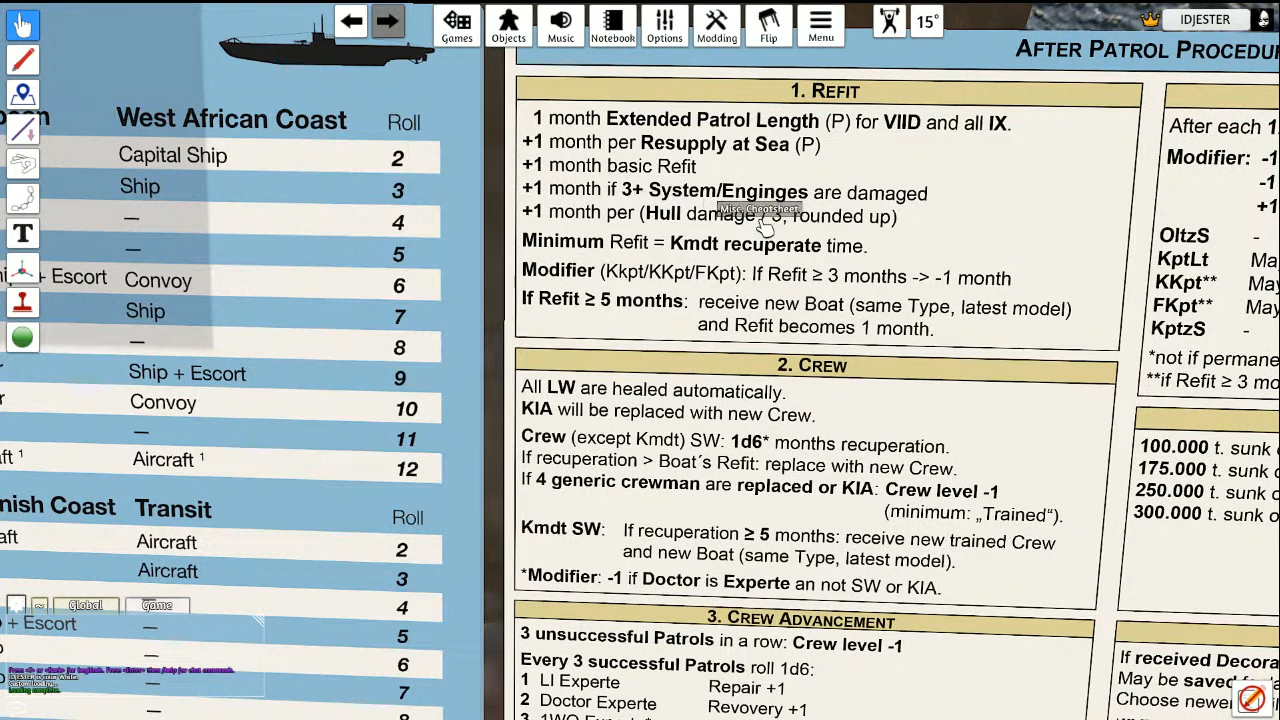 Games
Objects
Music
Notebook
Options
Modding
Flip
Menu
15°
IDJESTER
West African Coast Roll
Capital Ship 2
Ship 3
— 4
— 5
+ Escort Convoy 6
Ship 7
— 8
Ship + Escort 9
Convoy 10
— 11
Aircraft ¹ 12
nish Coast Transit Roll
Aircraft 2
Aircraft 3
— 4
+ Escort — 5
— 6
— 7
Global
Game
T
AFTER PATROL PROCEDU
1. REFIT
1 month Extended Patrol Length (P) for VIID and all IX.
+1 month per Resupply at Sea (P)
+1 month basic Refit
+1 month if 3+ System/Enginges are damaged
Misc. Cheatsheet
+1 month per (Hull damage 3, rounded up)
Minimum Refit = Kmdt recuperate time.
Modifier (Kkpt/KKpt/FKpt): If Refit ≥ 3 months -> -1 month
If Refit ≥ 5 months: receive new Boat (same Type, latest model)
and Refit becomes 1 month.
2. CREW
All LW are healed automatically.
KIA will be replaced with new Crew.
Crew (except Kmdt) SW: 1d6* months recuperation.
If recuperation > Boat´s Refit: replace with new Crew.
If 4 generic crewman are replaced or KIA: Crew level -1
(minimum: „Trained“).
Kmdt SW: If recuperation ≥ 5 months: receive new trained Crew
and new Boat (same Type, latest model).
*Modifier: -1 if Doctor is Experte an not SW or KIA.
3. CREW ADVANCEMENT
3 unsuccessful Patrols in a row: Crew level -1
Every 3 successful Patrols roll 1d6:
1 LI Experte Repair +1
2 Doctor Experte Revovery +1
After each 1
Modifier: -1
-1
+1
OltzS -
KptLt Ma
KKpt** May
FKpt** May
KptzS -
*not if permane
**if Refit ≥ 3 mo
100.000 t. sunk
175.000 t. sunk
250.000 t. sunk o
300.000 t. sunk o
If received Decora
May be saved fo
Choose newe